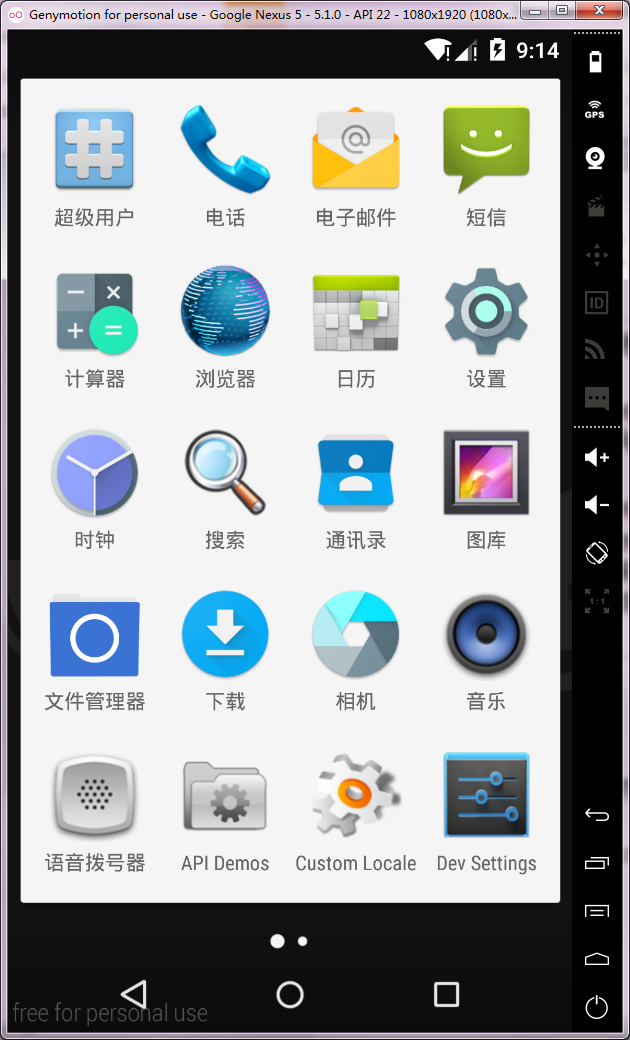 Genymotion for personal use - Google Nexus 5 - 5.1.0 - API 22 - 1080x1920 (1080x...
9:14
GPS
超级用户 电话 电子邮件 短信
计算器 浏览器 日历 设置
ID
时钟 搜索 通讯录 图库
1:1
文件管理器 下载 相机 音乐
语音拨号器 API Demos Custom Locale Dev Settings
free for personal use